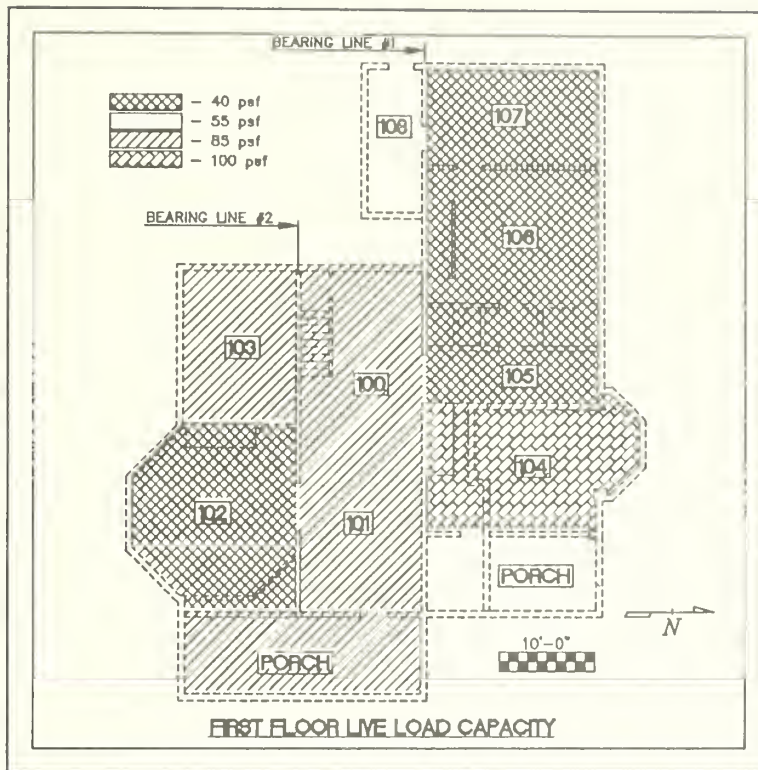 BEARING LINE #1
- 40 psf
- 55 psf
- 85 psf
- 100 psf
108
107
BEARING LINE #2
106
103
100
105
104
102
101
PORCH
PORCH
N
10'-0"
FIRST FLOOR LIVE LOAD CAPACITY